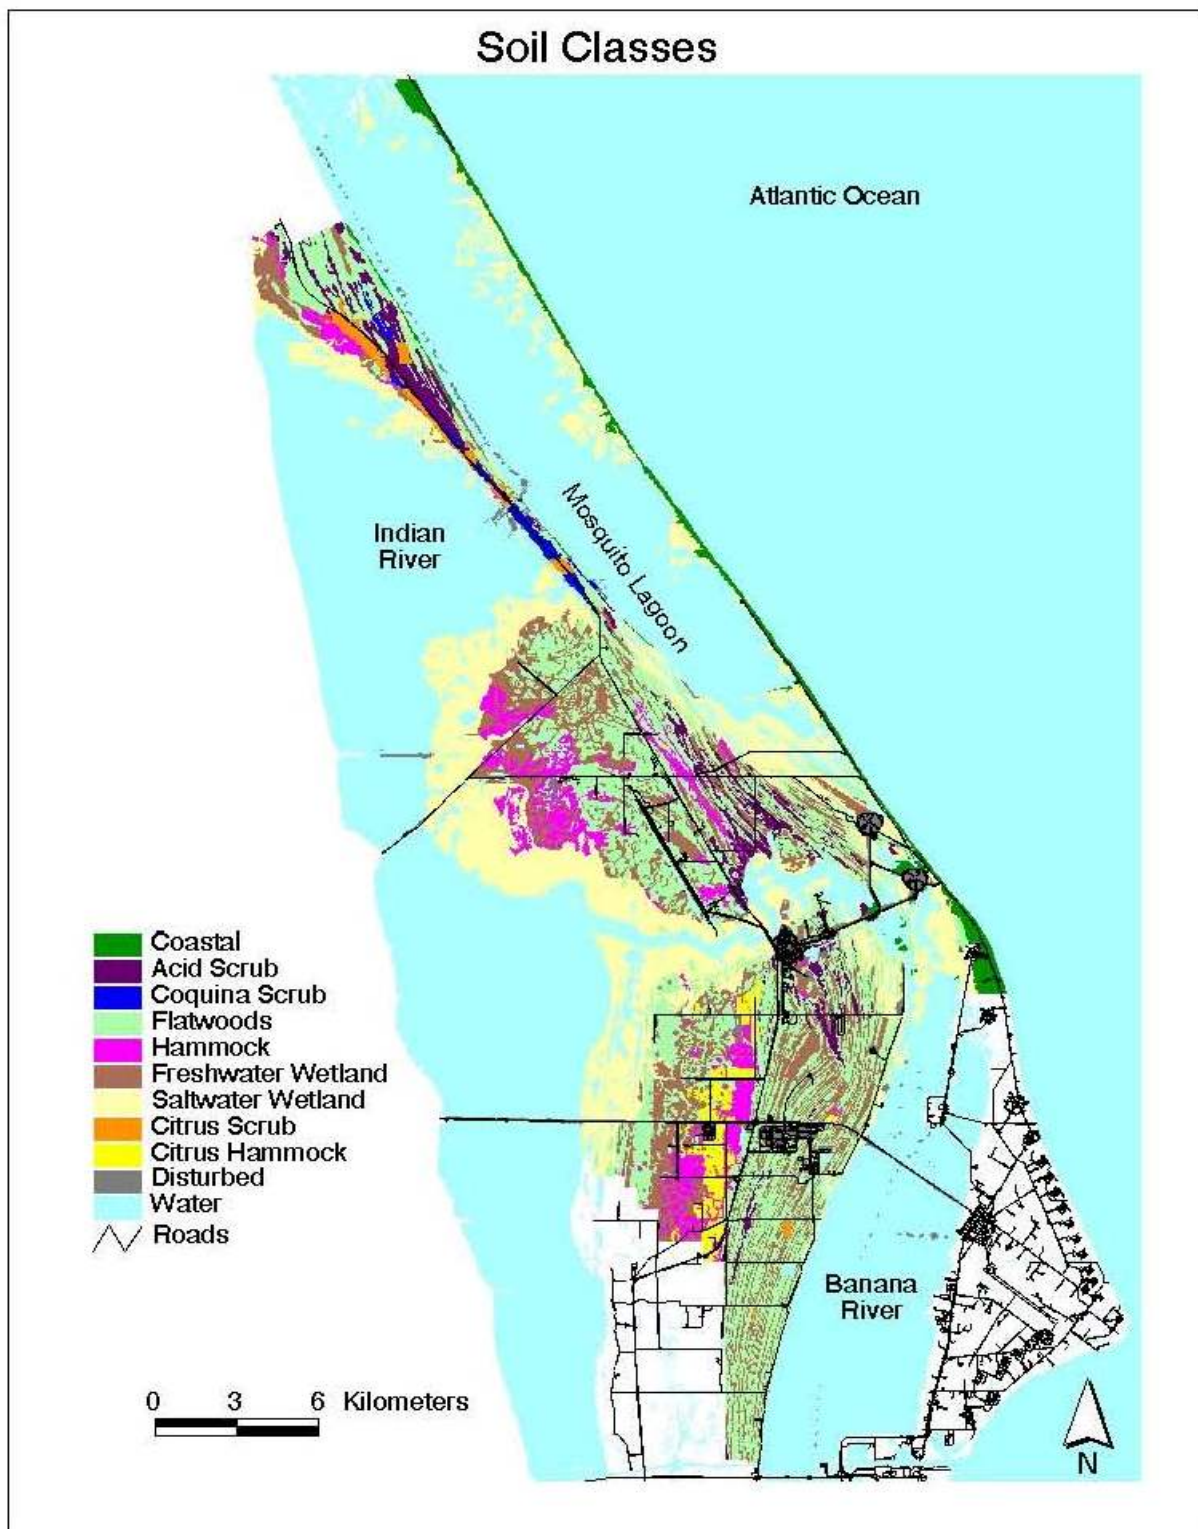 Soil Classes
Atlantic Ocean
Indian
River
Mosquito Lagoon
Coastal
Acid Scrub
Coquina Scrub
Flatwoods
Hammock
Freshwater Wetland
Saltwater Wetland
Citrus Scrub
Citrus Hammock
Disturbed
Water
Roads
Banana
River
0 3 6 Kilometers
N